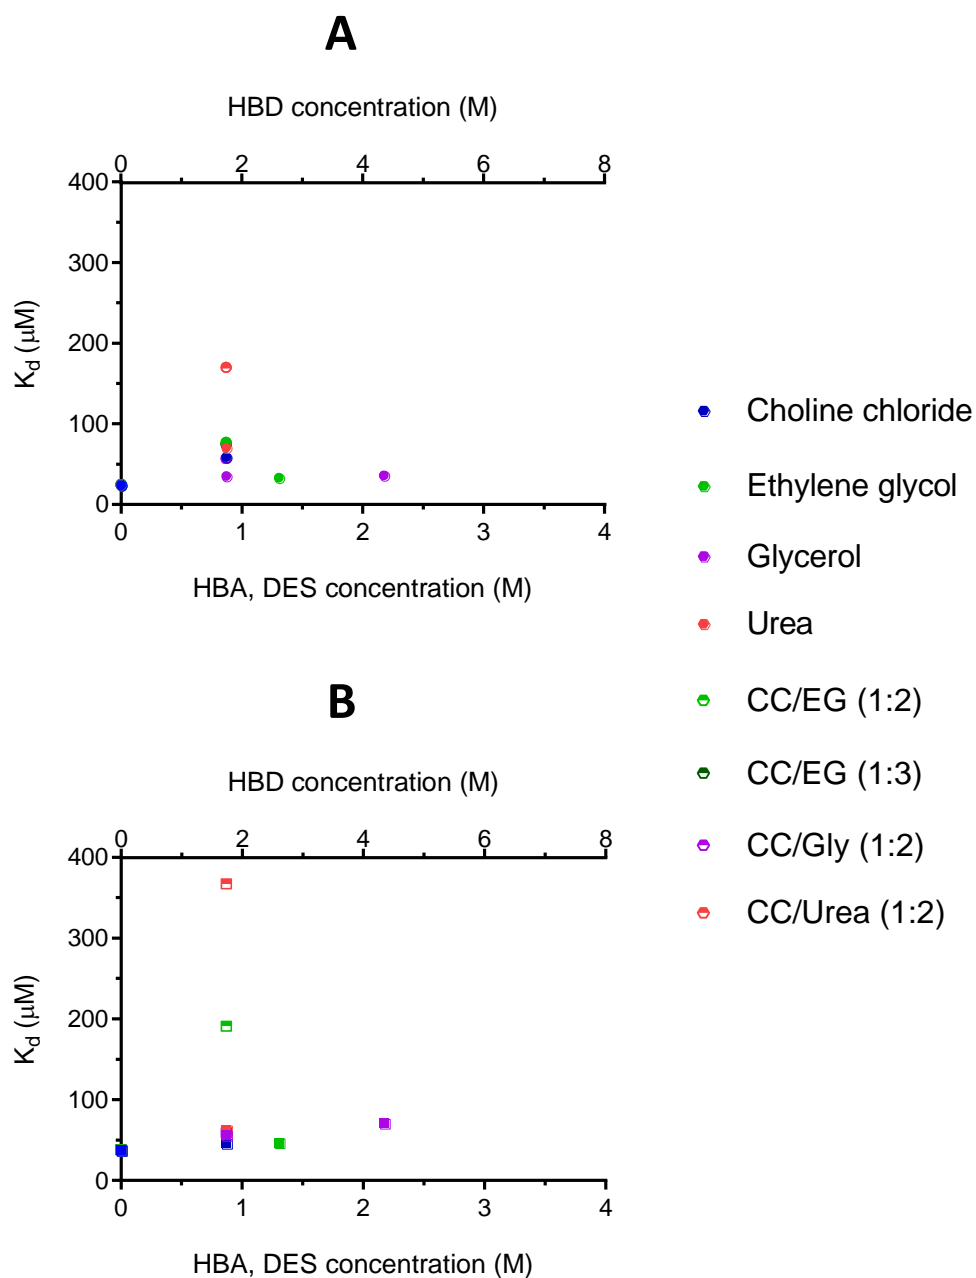 A
HBD concentration (M)
0 2 4 6 8
400
300
200
100
0
K_d (μM)
0 1 2 3 4
HBA, DES concentration (M)
Choline chloride
Ethylene glycol
Glycerol
Urea
CC/EG (1:2)
CC/EG (1:3)
CC/Gly (1:2)
CC/Urea (1:2)
B
HBD concentration (M)
0 2 4 6 8
400
300
200
100
0
K_d (μM)
0 1 2 3 4
HBA, DES concentration (M)